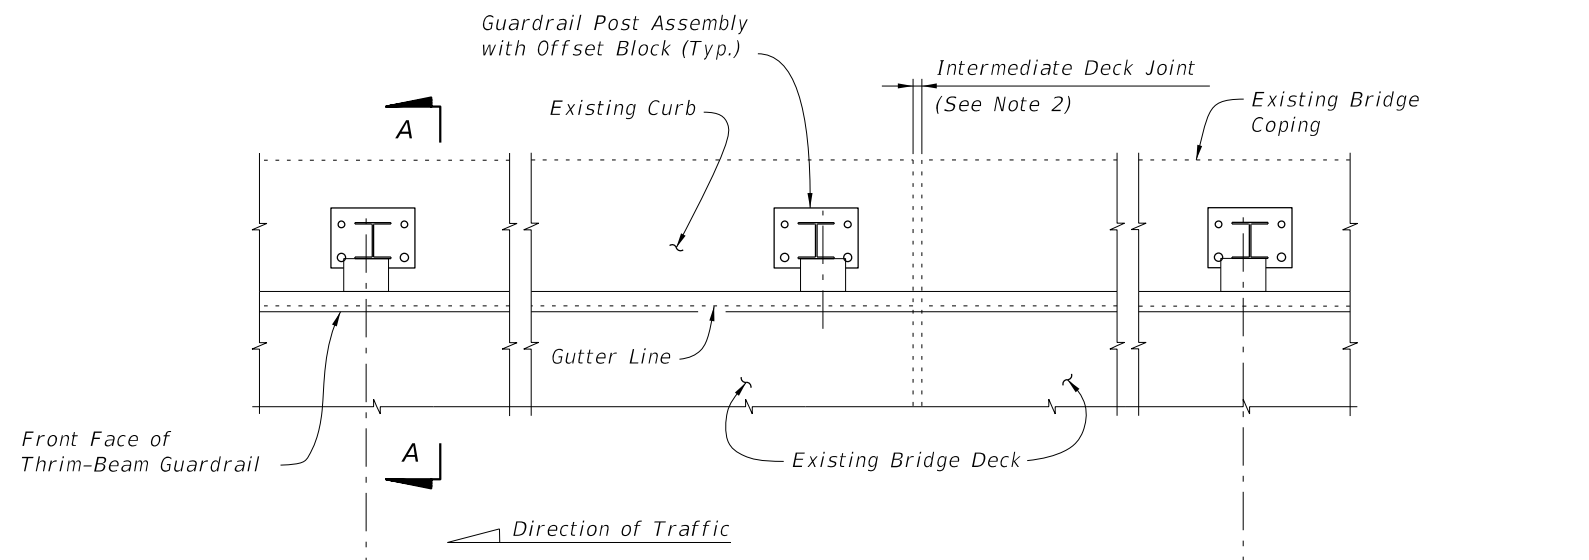 Guardrail Post Assembly
with Offset Block (Typ.)
Intermediate Deck Joint
(See Note 2)
Existing Curb
Existing Bridge
Coping
A
Gutter Line
Front Face of
Thrim-Beam Guardrail
A
Existing Bridge Deck
Direction of Traffic